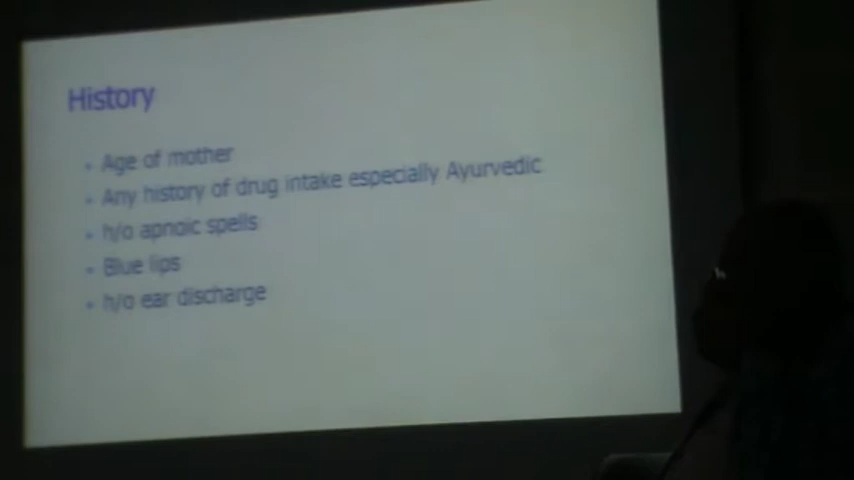 History
• Age of mother
• Any history of drug intake especially Ayurvedic
• h/o apnoic spells
• Blue lips
• h/o ear discharge